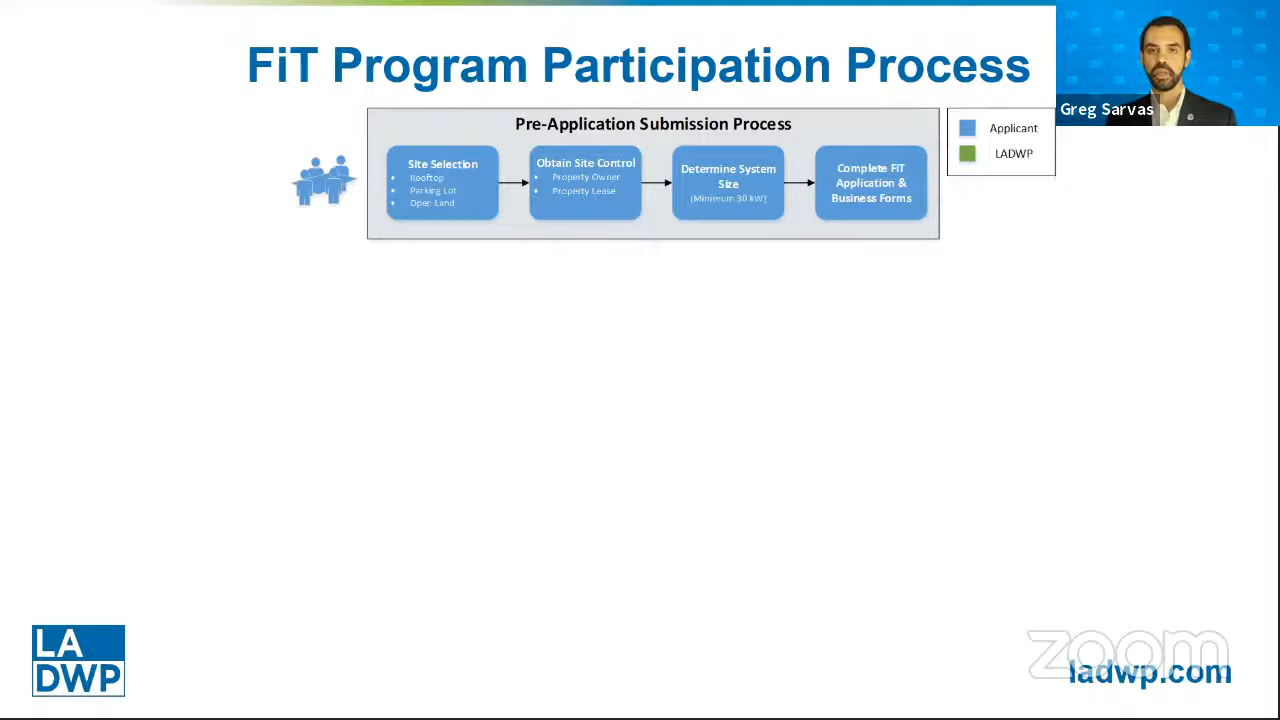 FiT Program Participation Process
Greg Sarvas
Pre-Application Submission Process
Applicant
LADWP
Site Selection
• Rooftop
• Parking Lot
• Open Land
Obtain Site Control
• Property Owner
• Property Lease
Determine System
Size
(Minimum 30 kW)
Complete FiT
Application &
Business Forms
LA
DWP
zoom
ladwp.com